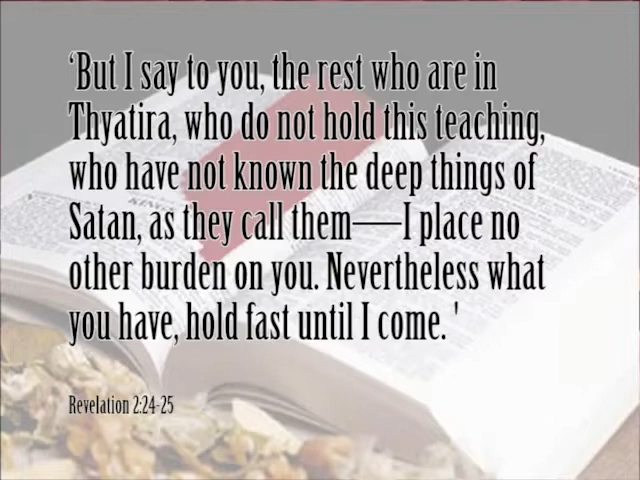 ‘But I say to you, the rest who are in
Thyatira, who do not hold this teaching,
who have not known the deep things of
Satan, as they call them—I place no
other burden on you. Nevertheless what
you have, hold fast until I come. '
Revelation 2:24-25